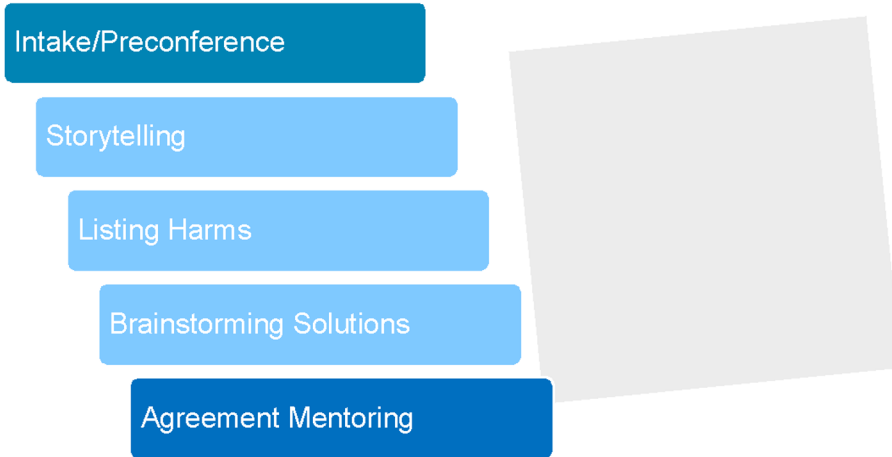 Intake/Preconference
Storytelling
Listing Harms
Brainstorming Solutions
Agreement Mentoring